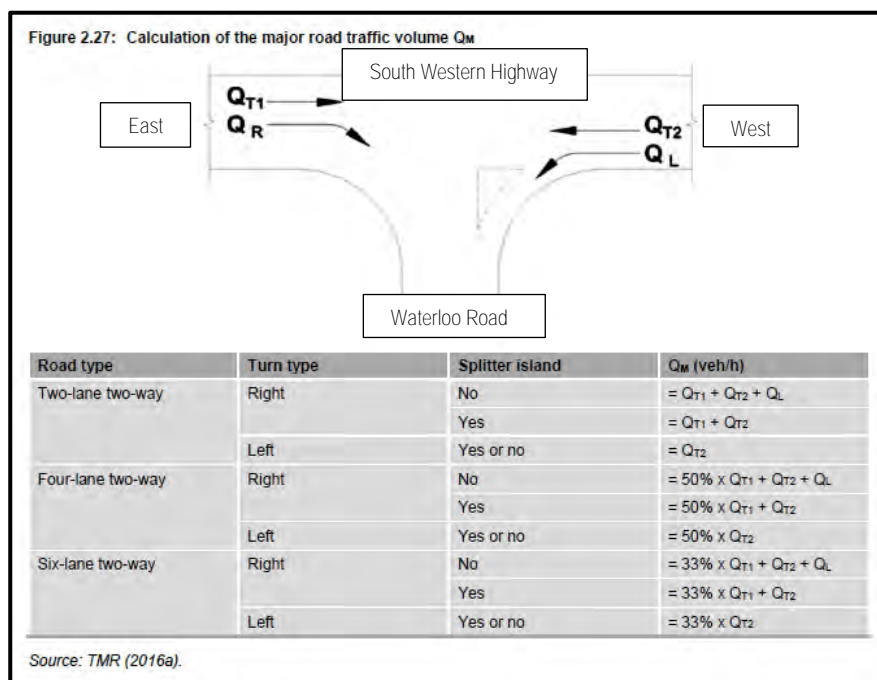 Figure 2.27: Calculation of the major road traffic volume QM
South Western Highway
QT1
East
QT2
West
QR
QL
Waterloo Road
Road type Turn type Splitter island QM (veh/h)
Two-lane two-way Right No = QT1 + QT2 + QL
Yes = QT1 + QT2
Left Yes or no = QT2
Four-lane two-way Right No = 50% x QT1 + QT2 + QL
Yes = 50% x QT1 + QT2
Left Yes or no = 50% x QT2
Six-lane two-way Right No = 33% x QT1 + QT2 + QL
Yes = 33% x QT1 + QT2
Left Yes or no = 33% x QT2
Source: TMR (2016a).